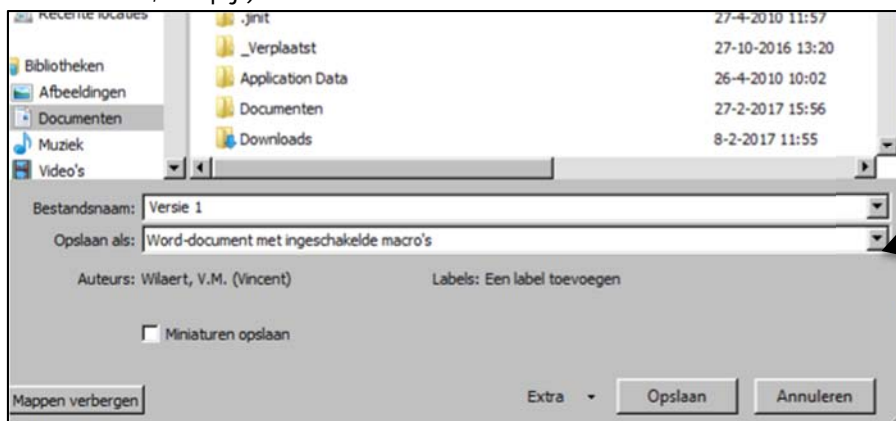 Recente locaties
.jinit 27-4-2010 11:57
_Verplaatst 27-10-2016 13:20
Bibliotheken
Application Data 26-4-2010 10:02
Afbeeldingen
Documenten 27-2-2017 15:56
Documenten
Muziek
Downloads 8-2-2017 11:55
Video's
Bestandsnaam: Versie 1
Opslaan als: Word-document met ingeschakelde macro's
Auteurs: Wilaert, V.M. (Vincent) Labels: Een label toevoegen
Miniaturen opslaan
Mappen verbergen Extra Opslaan Annuleren